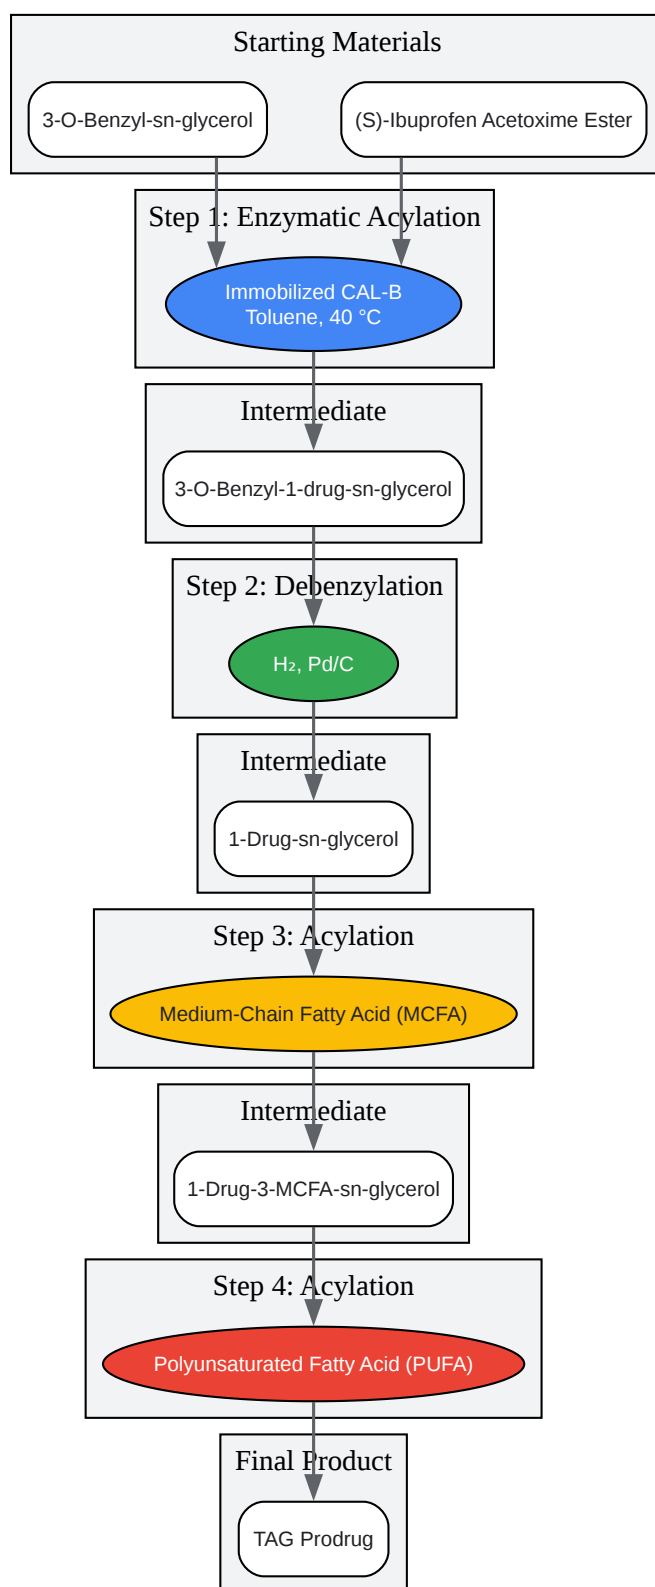 Starting Materials
3-O-Benzyl-sn-glycerol
(S)-Ibuprofen Acetoxime Ester
Step 1: Enzymatic Acylation
Immobilized CAL-B
Toluene, 40 °C
Intermediate
3-O-Benzyl-1-drug-sn-glycerol
Step 2: Debenzylation
H₂, Pd/C
Intermediate
1-Drug-sn-glycerol
Step 3: Acylation
Medium-Chain Fatty Acid (MCFA)
Intermediate
1-Drug-3-MCFA-sn-glycerol
Step 4: Acylation
Polyunsaturated Fatty Acid (PUFA)
Final Product
TAG Prodrug